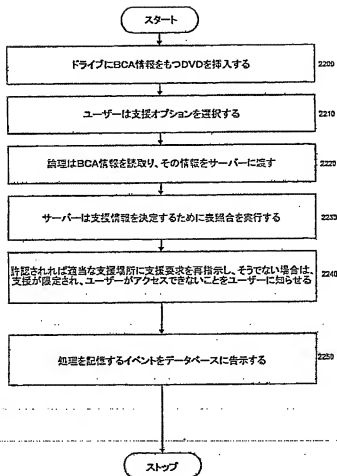 スタート
ドライブにBCA情報をもつDVDを挿入する
2200
ユーザーは支援オプションを選択する
2210
論理はBCA情報を読取り、その情報をサーバーに渡す
2220
サーバーは支援情報を決定するために表照合を実行する
2230
許認されれば適当な支援場所に支援要求を再指示し、そうでない場合は、
支援が限定され、ユーザーがアクセスできないことをユーザーに知らせる
2240
処理を記憶するイベントをデータベースに告示する
2250
ストップ